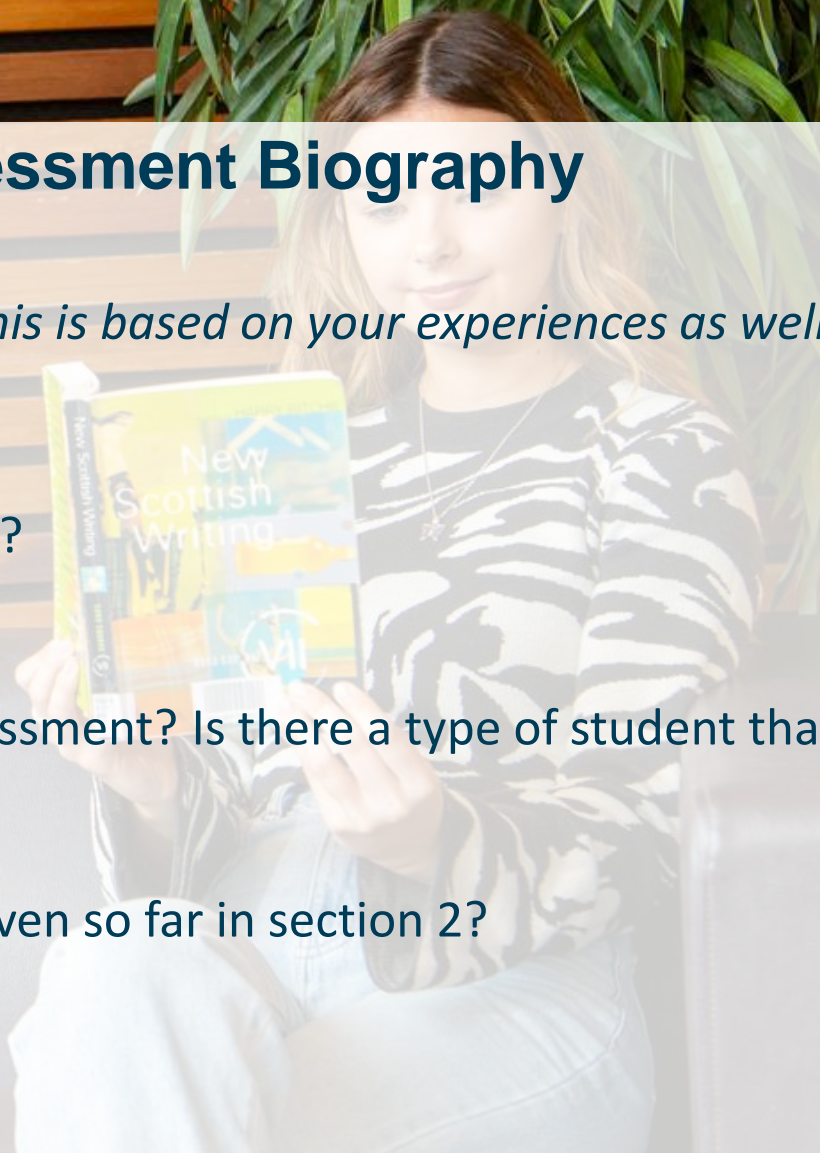 essment Biography
his is based on your experiences as well
?
ssment? Is there a type of student tha
ven so far in section 2?
New
Scottish
Writing
New Scottish Writing